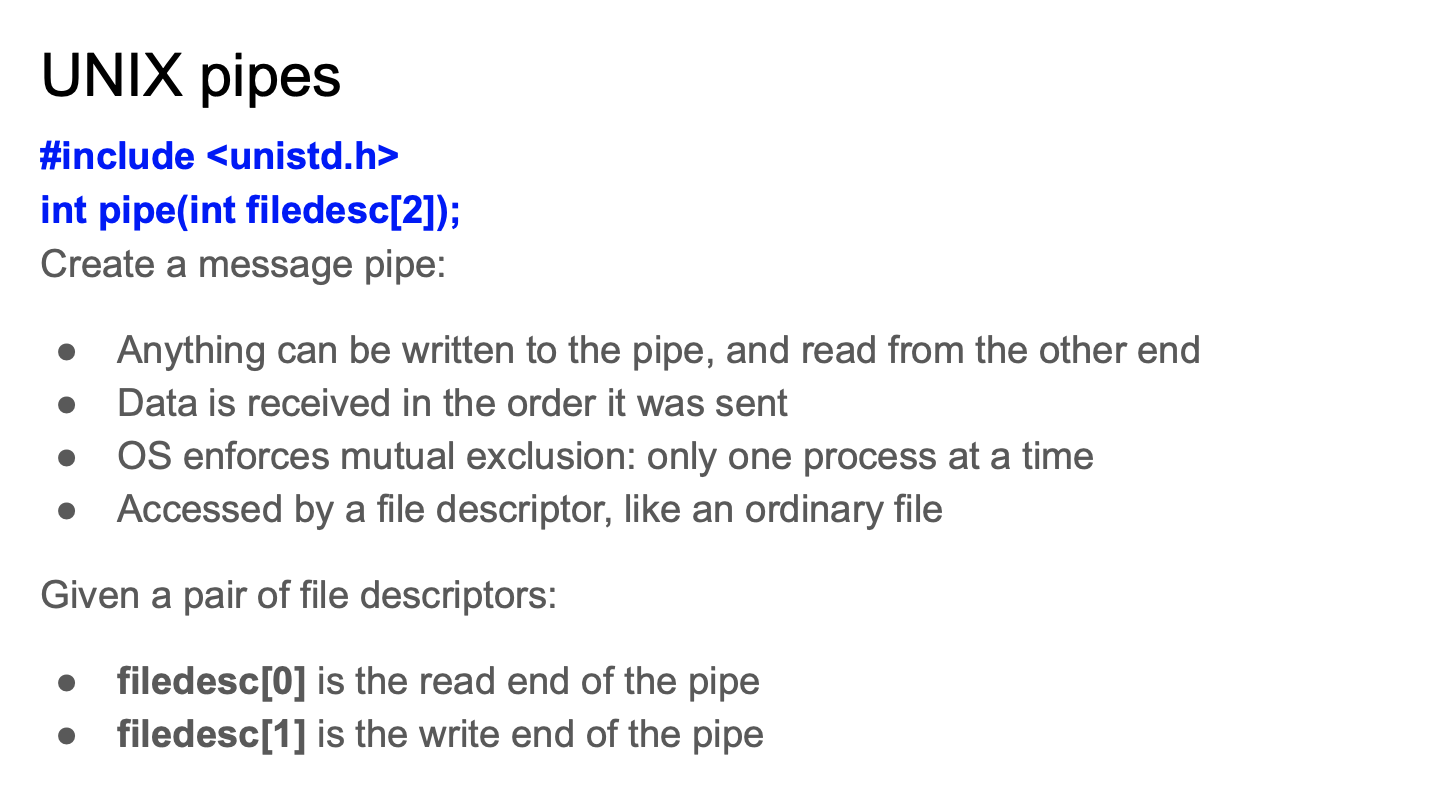 UNIX pipes
#include <unistd.h>
int pipe(int filedesc[2]);
Create a message pipe:
● Anything can be written to the pipe, and read from the other end
● Data is received in the order it was sent
● OS enforces mutual exclusion: only one process at a time
● Accessed by a file descriptor, like an ordinary file
Given a pair of file descriptors:
● filedesc[0] is the read end of the pipe
● filedesc[1] is the write end of the pipe